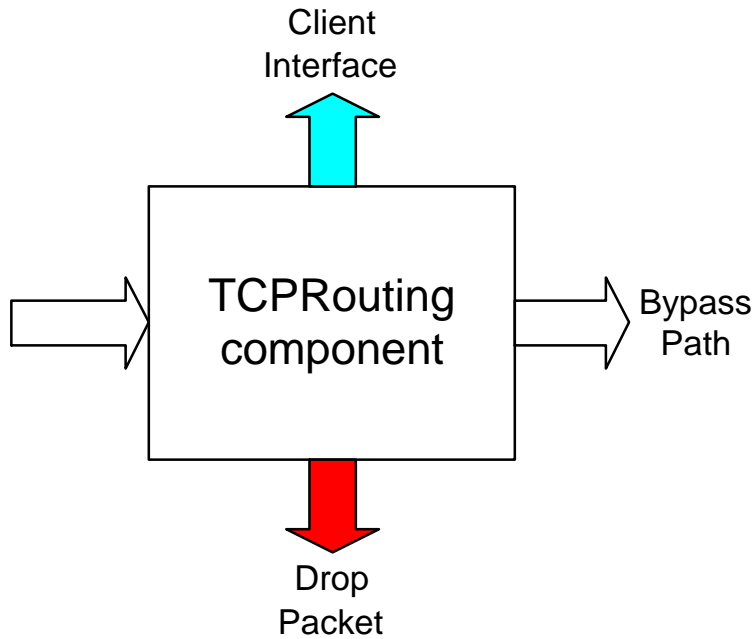 Client
Interface
TCPRouting
component
Bypass
Path
Drop
Packet